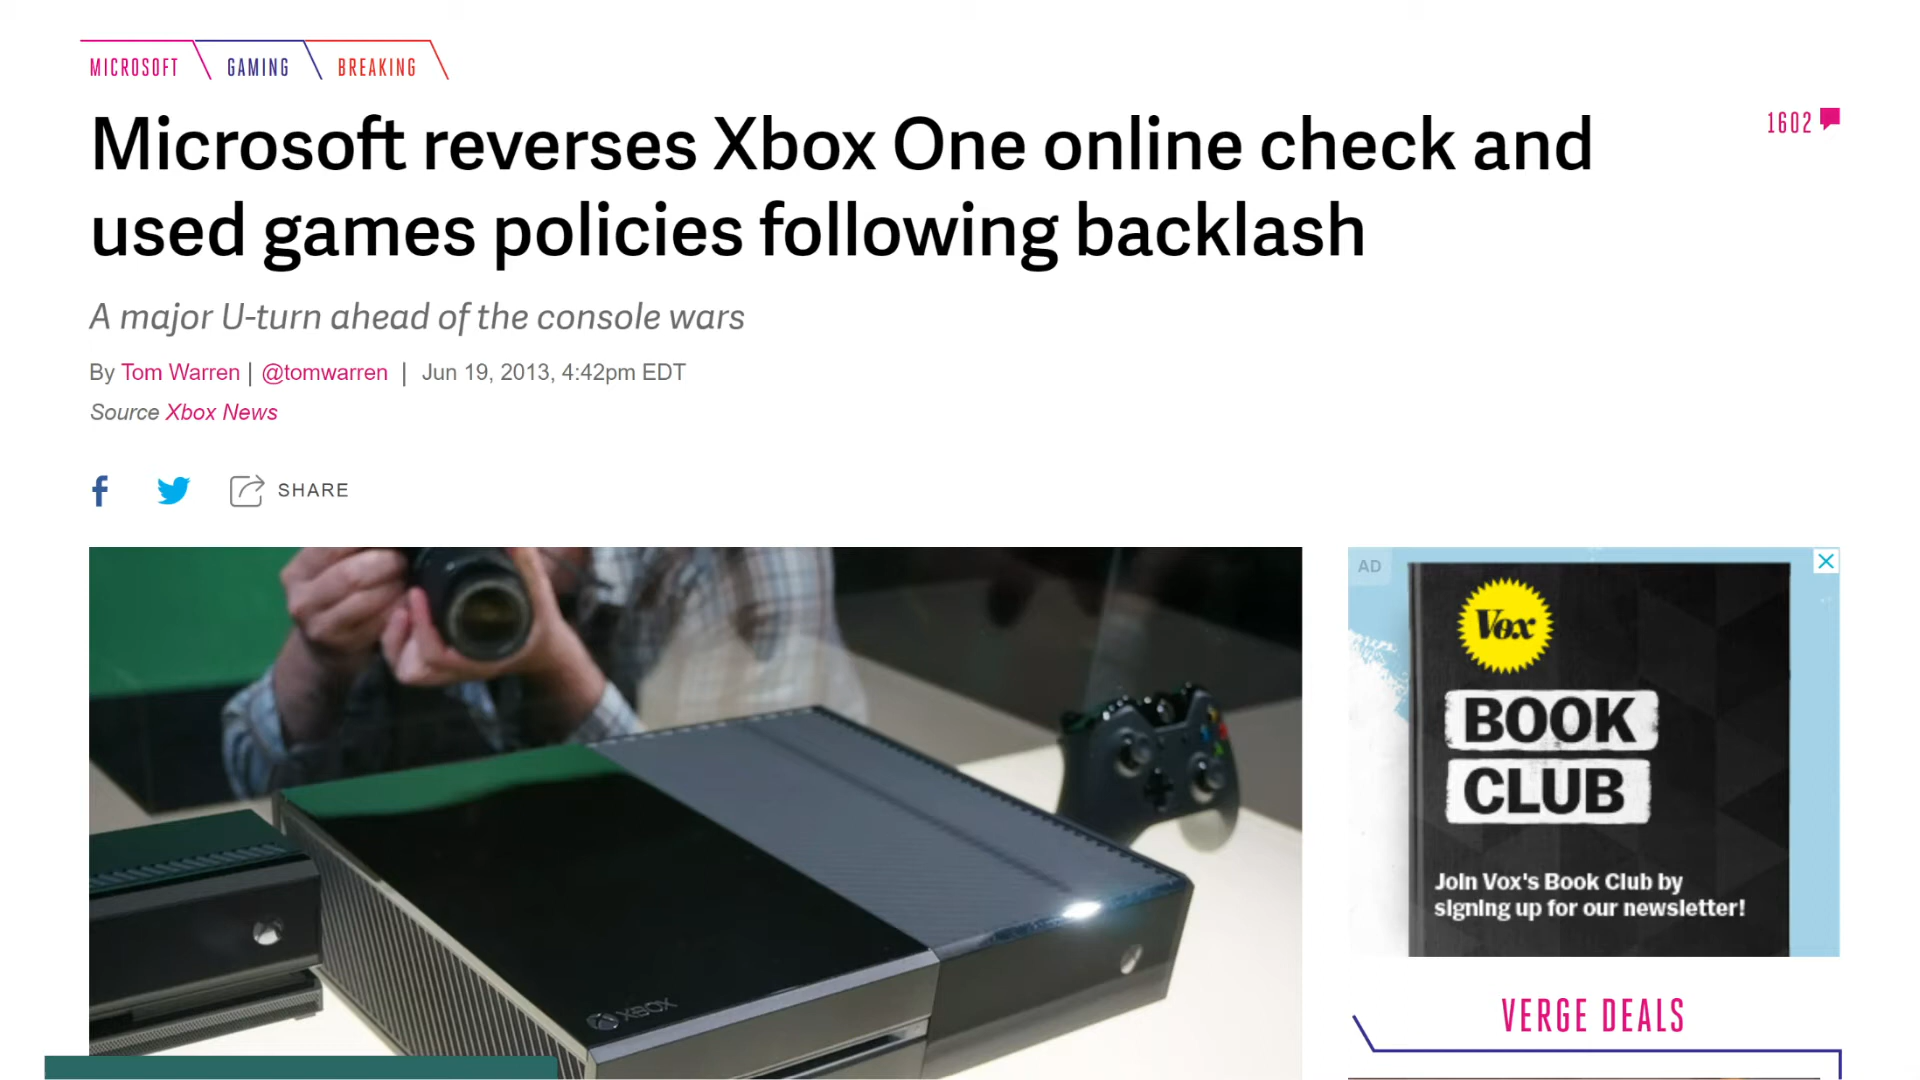 MICROSOFT
GAMING
BREAKING
Microsoft reverses Xbox One online check and
used games policies following backlash
1602
A major U-turn ahead of the console wars
By Tom Warren | @tomwarren | Jun 19, 2013, 4:42pm EDT
Source Xbox News
SHARE
XBOX
AD
Vox
BOOK
CLUB
Join Vox's Book Club by
signing up for our newsletter!
VERGE DEALS